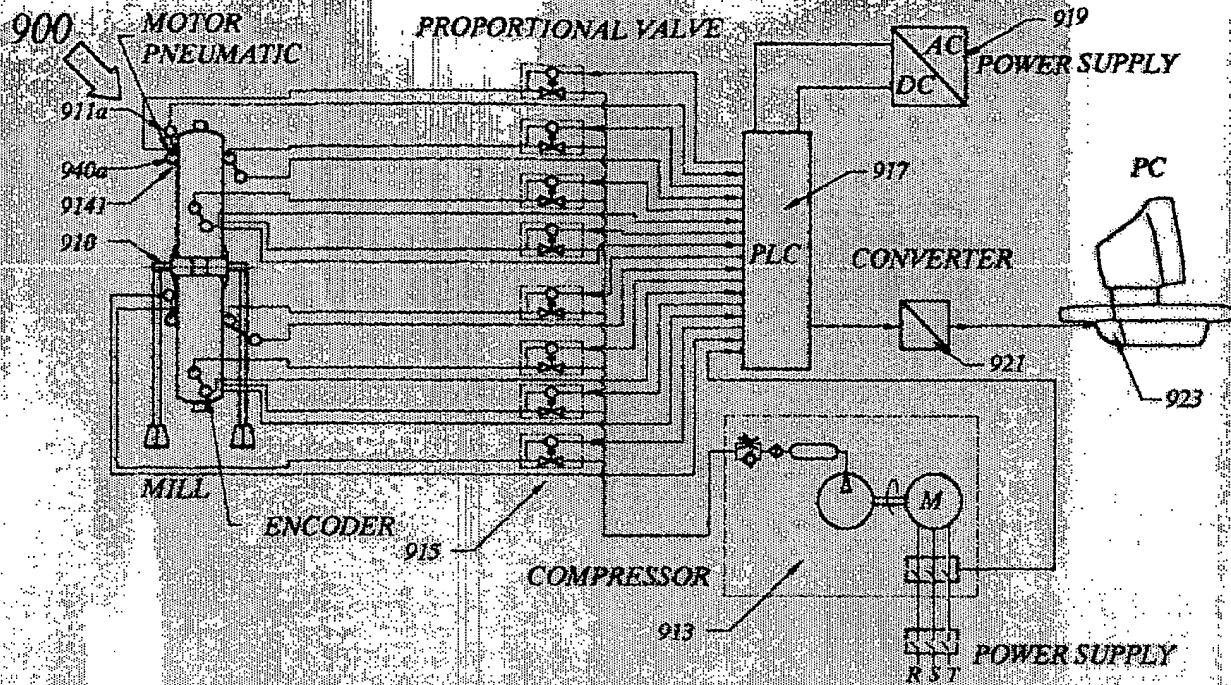 900
MOTOR
PNEUMATIC
PROPORTIONAL VALVE
919
AC
DC
POWER SUPPLY
911a
940a
9141
910
917
PC
PLC
CONVERTER
921
923
MILL
ENCODER
915
COMPRESSOR
M
913
POWER SUPPLY
R S T